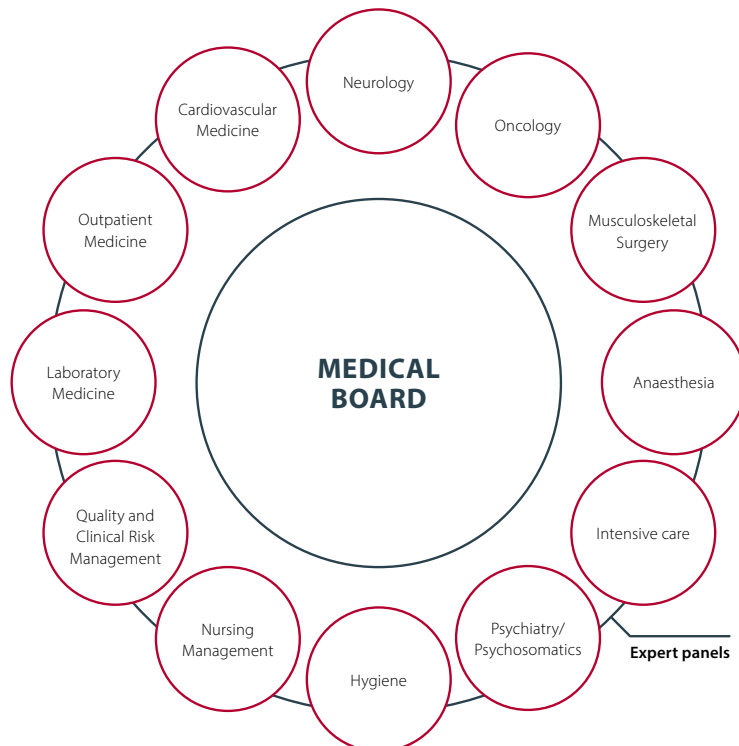 Neurology
Oncology
Musculoskeletal
Surgery
Anaesthesia
Intensive care
Psychiatry/
Psychosomatics
Hygiene
Nursing
Management
Quality and
Clinical Risk
Management
Laboratory
Medicine
Outpatient
Medicine
Cardiovascular
Medicine
MEDICAL
BOARD
Expert panels